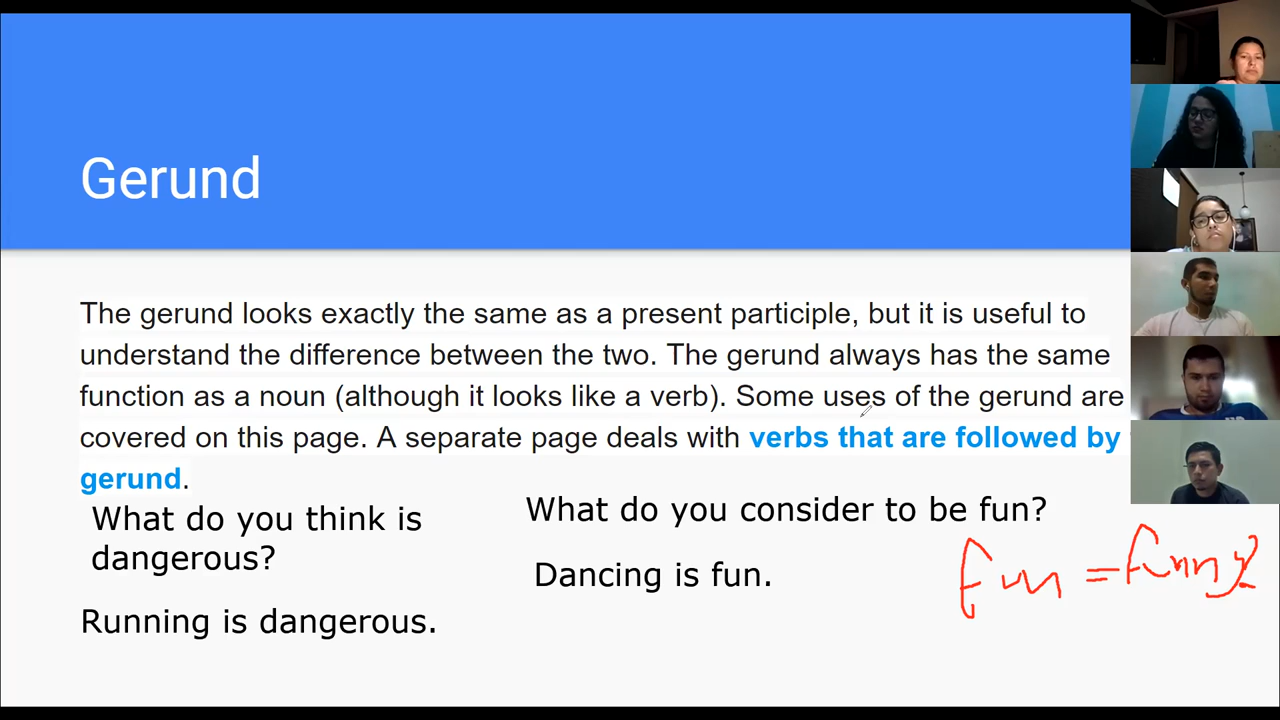 Gerund
The gerund looks exactly the same as a present participle, but it is useful to
understand the difference between the two. The gerund always has the same
function as a noun (although it looks like a verb). Some uses of the gerund are
covered on this page. A separate page deals with verbs that are followed by
gerund.
What do you think is
dangerous?
Running is dangerous.
What do you consider to be fun?
Dancing is fun.
fun = funny?